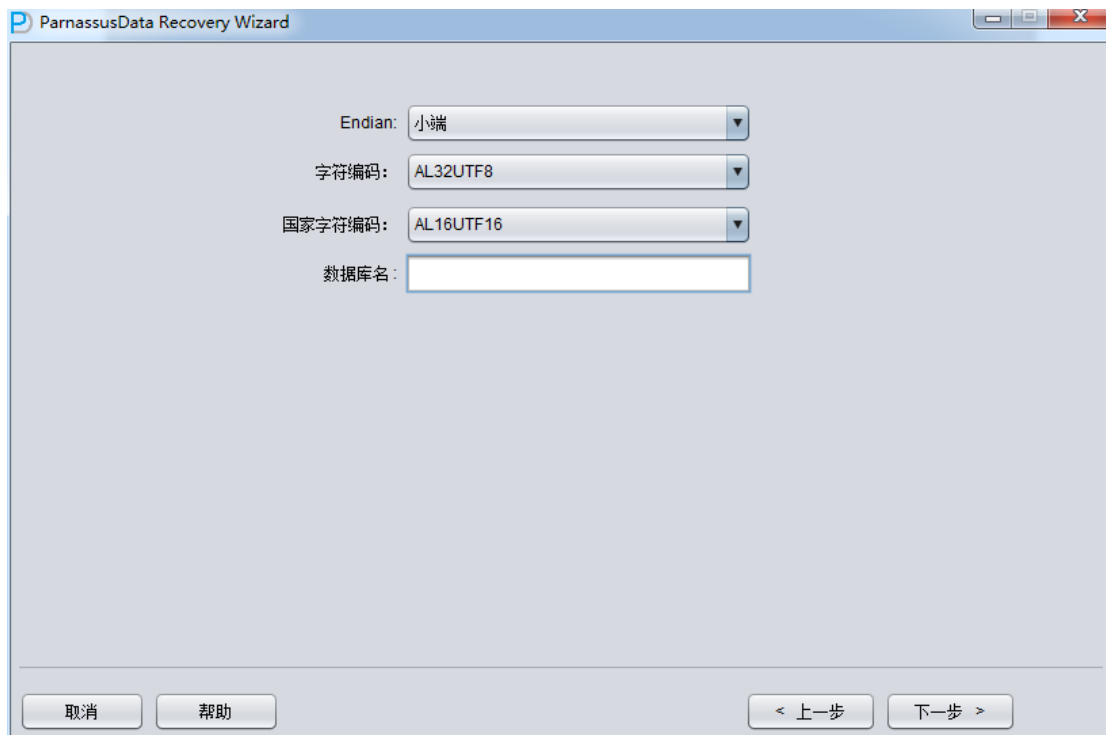 ParnassusData Recovery Wizard
Endian: 小端
字符编码： AL32UTF8
国家字符编码： AL16UTF16
数据库名：
取消 帮助 < 上一步 下一步 >